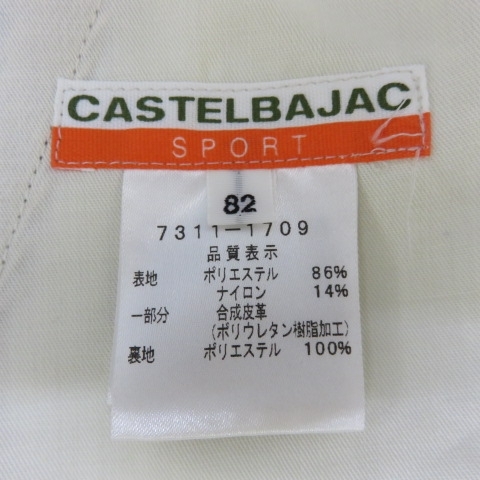 CASTELBAJAC
SPORT
82
7311-1709
品質表示
表地 ポリエステル 86%
ナイロン 14%
一部分 合成皮革
(ポリウレタン樹脂加工)
裏地 ポリエステル 100%